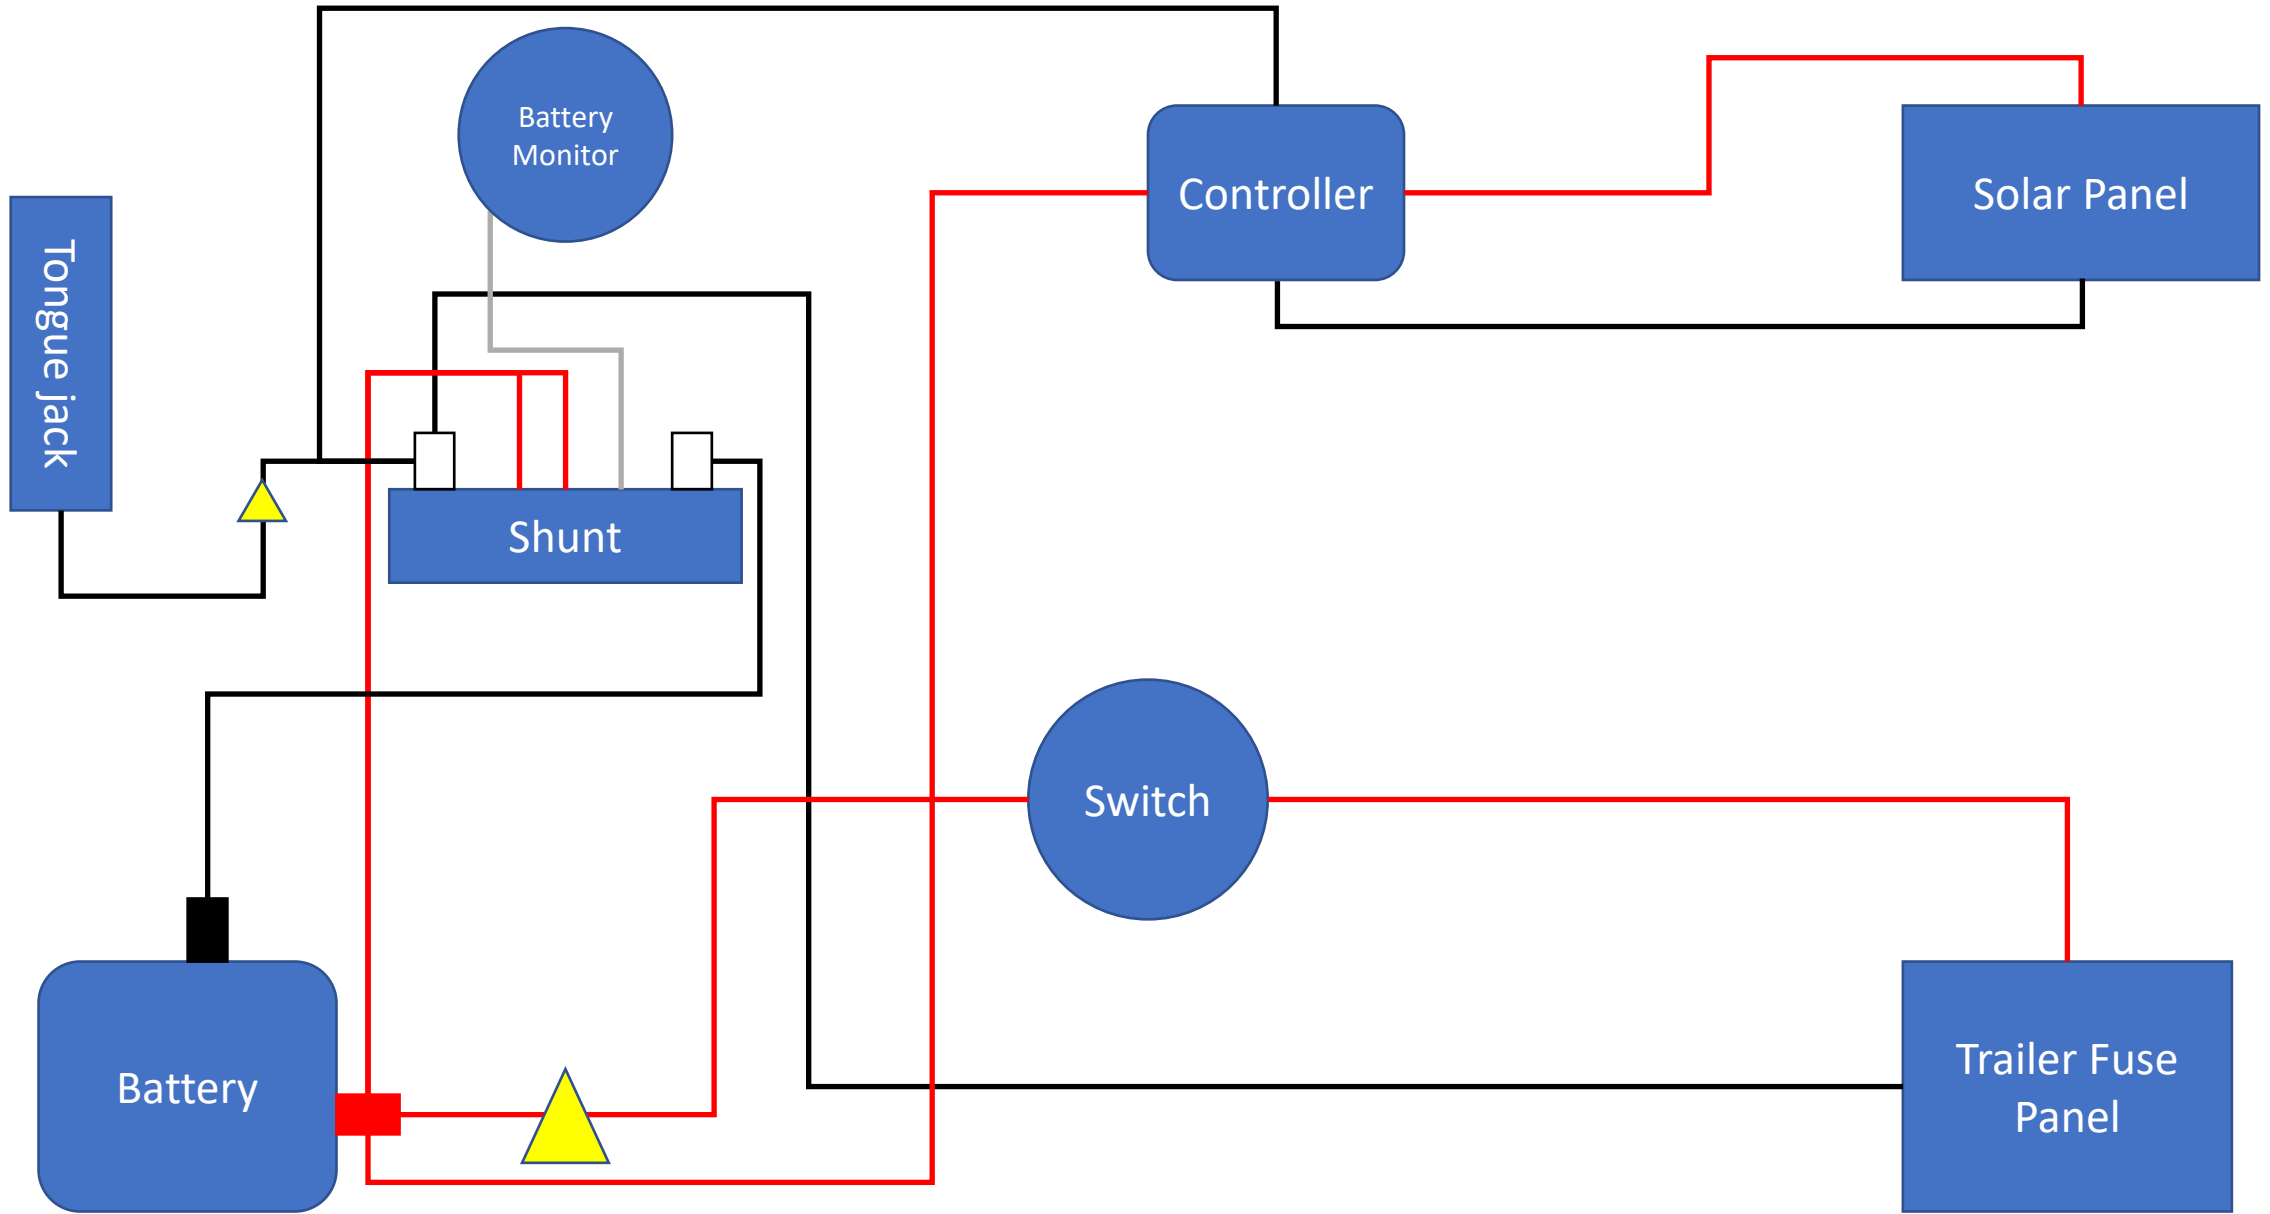 Battery
Monitor
Controller
Solar Panel
Tongue jack
Shunt
Switch
Battery
Trailer Fuse
Panel